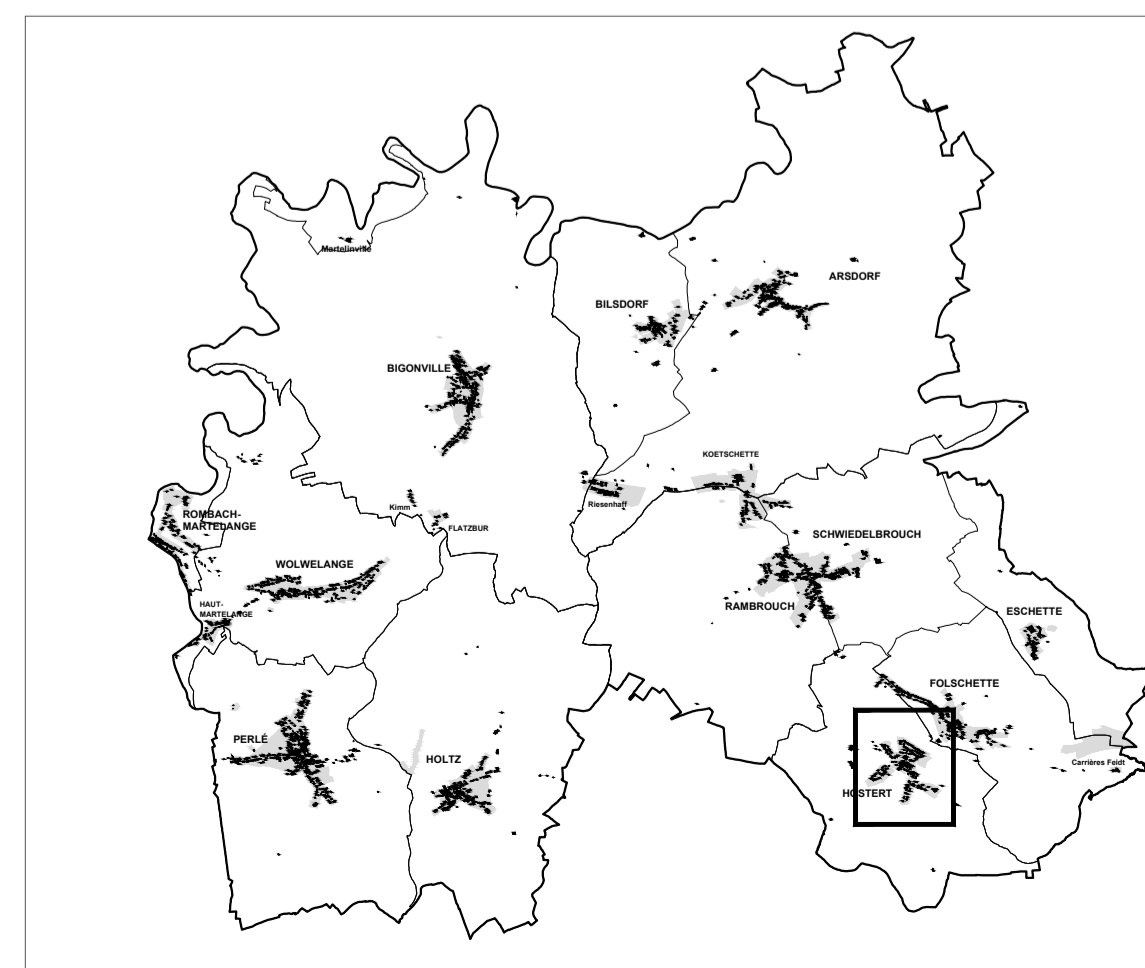 Martelinville
ARSDORF
BILSDORF
BIGONVILLE
KOETSCHETTE
Riesenhaff
Kimm
ROMBACH-
MARTELANGE
FLATZBUR
SCHWIEDELBROUCH
WOLWELANGE
HAUT-
MARTELANGE
RAMBROUCH
ESCHETTE
FOLSCHETTE
PERLÉ
HOLTZ
Carrières Feidt
HOSTERT